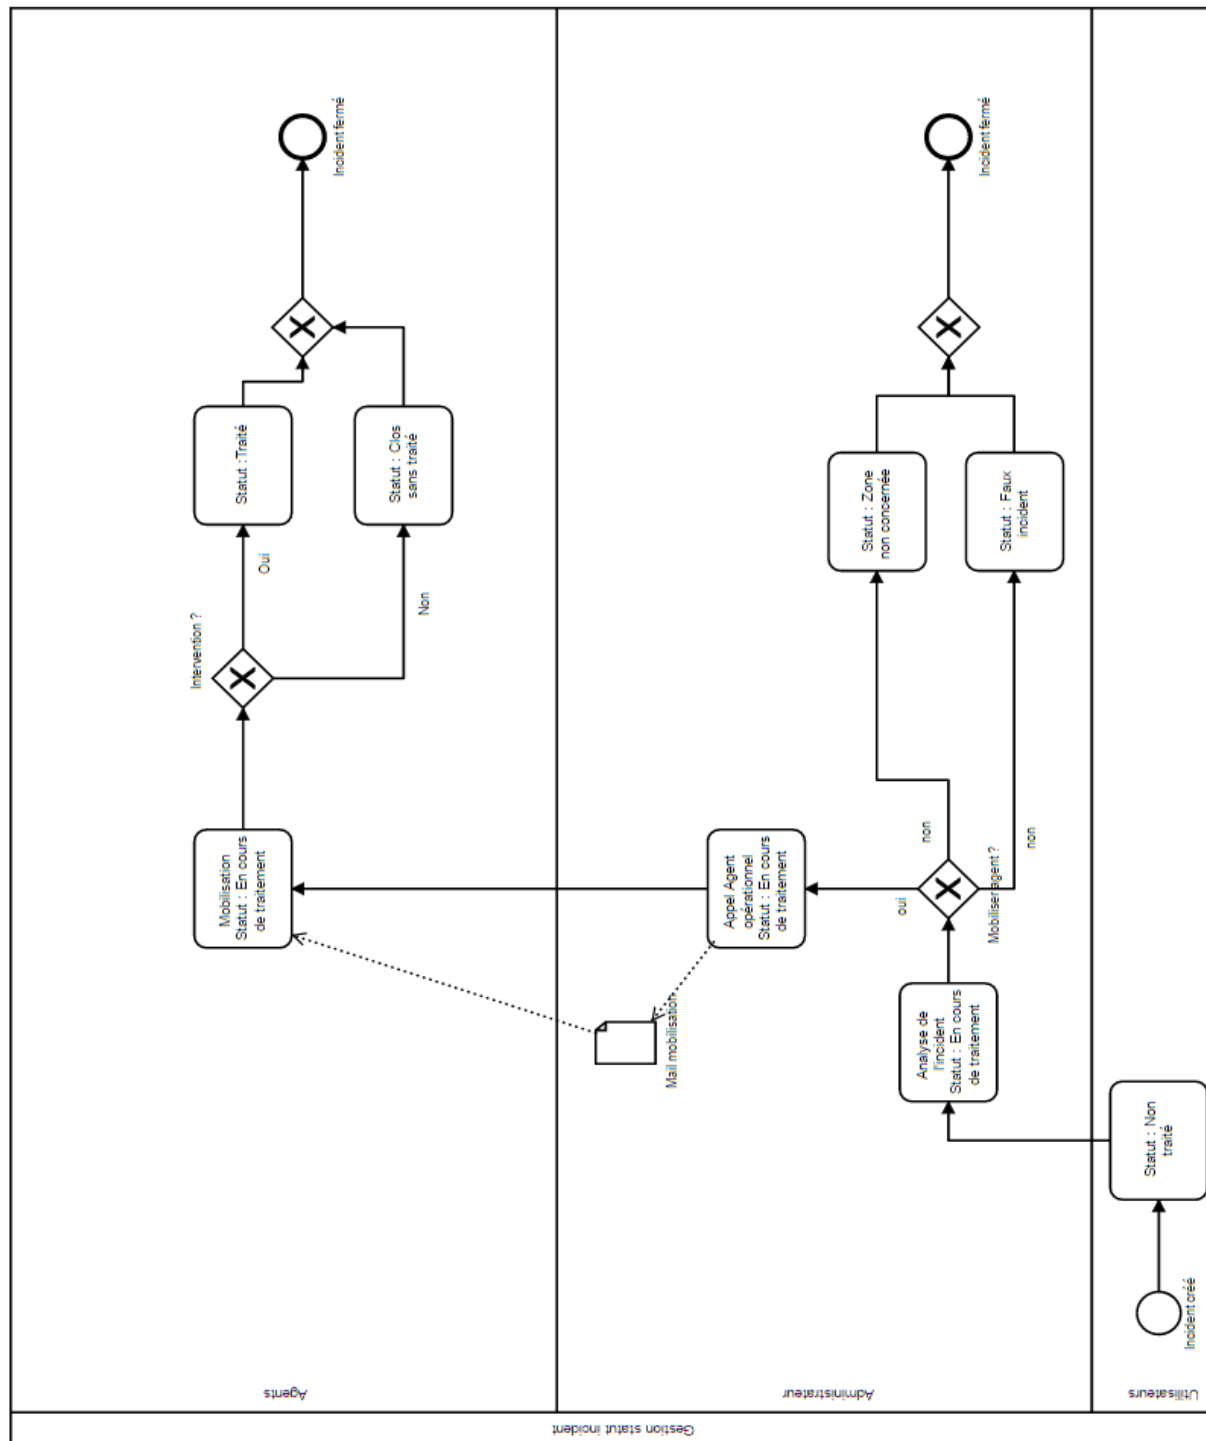 Gestion statut incident
Agents
Mobilisation
Statut : En cours
de traitement
Intervention ?
Oui
Non
Statut : Traité
Statut : Clos
sans traité
Incident fermé
Administrateur
Mail mobilisation
Appel Agent
opérationnel
Statut : En cours
de traitement
Analyse de
l'incident
Statut : En cours
de traitement
oui
Mobiliser agent ?
non
non
Statut : Zone
non concernée
Statut : Faux
incident
Incident fermé
Utilisateurs
Incident créé
Statut : Non
traité